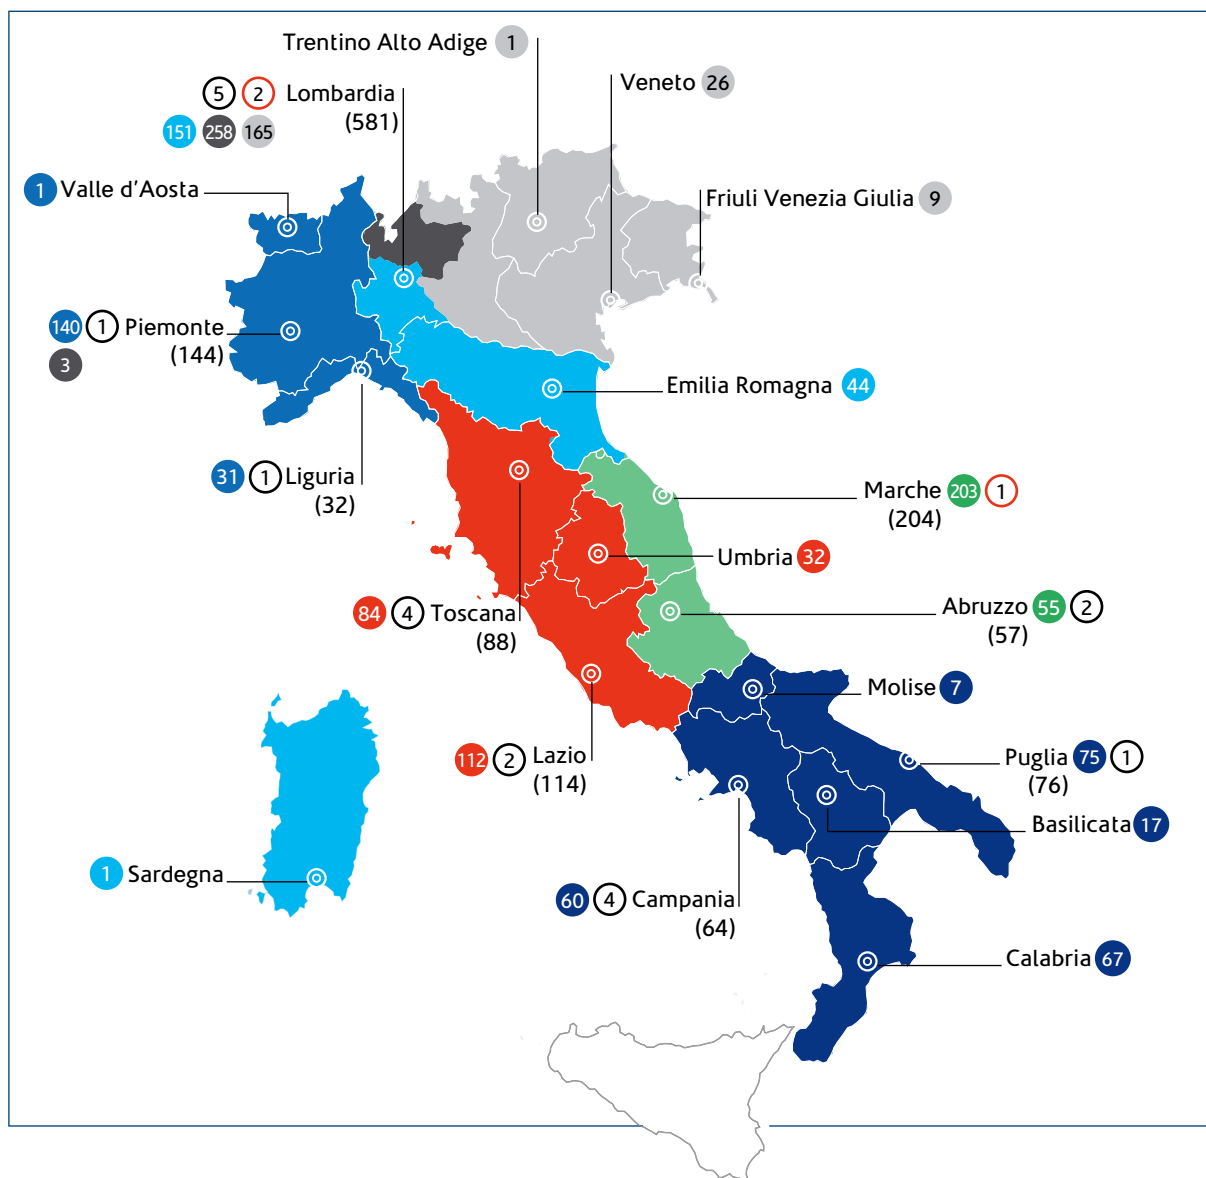 Trentino Alto Adige 1
Veneto 26
5 2 Lombardia
(581)
151 258 165
1 Valle d'Aosta
Friuli Venezia Giulia 9
140 1 Piemonte
(144)
3
Emilia Romagna 44
31 1 Liguria
(32)
Marche 203 1
(204)
Umbria 32
84 4 Toscana
(88)
Abruzzo 55 2
(57)
Molise 7
112 2 Lazio
(114)
Puglia 75 1
(76)
Basilicata 17
1 Sardegna
60 4 Campania
(64)
Calabria 67